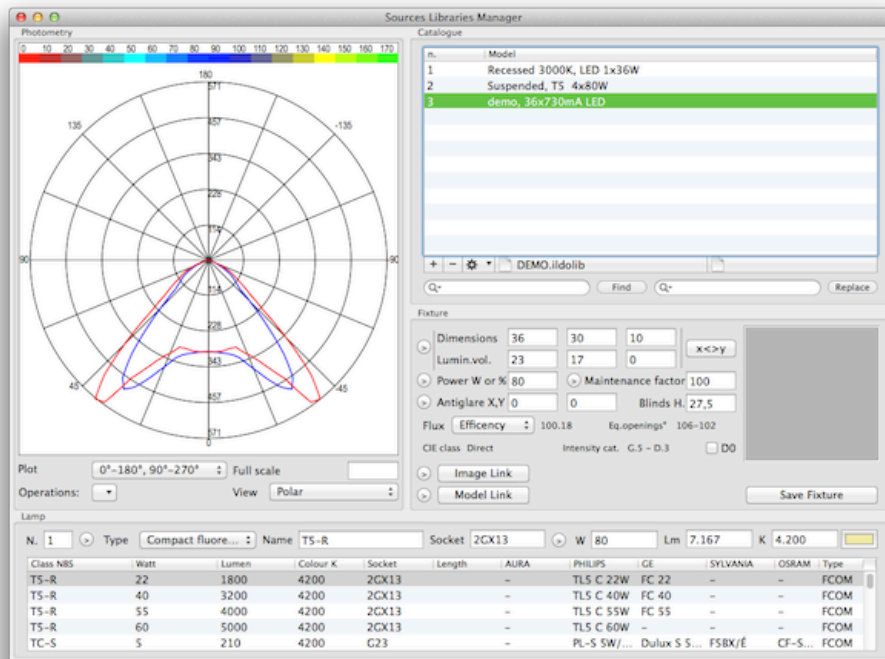 Sources Libraries Manager
Photometry
0 10 20 30 40 50 60 70 80 90 100 110 120 130 140 150 160 170
180
571
135 -135
457
343
228
114
90 90
114
228
343
45 -45
457
571
0
Plot 0°-180°, 90°-270° Full scale
Operations: View Polar
Catalogue
n. Model
1 Recessed 3000K, LED 1x36W
2 Suspended, T5 4x80W
3 demo, 36x730mA LED
+ - DEMO.ildolib
Find Replace
Fixture
Dimensions 36 30 10
x<>y
Lumin.vol. 23 17 0
> Power W or % 80 > Maintenance factor 100
> Antiglare X,Y 0 0 Blinds H. 27,5
Flux Efficency 100.18 Eq.openings° 106-102
CIE class Direct Intensity cat. G.5 - D.3 D0
> Image Link
> Model Link Save Fixture
Lamp
N. 1 > Type Compact fluore... Name T5-R Socket 2GX13 > W 80 Lm 7.167 K 4.200
Class NBS Watt Lumen Colour K Socket Length AURA PHILIPS GE SYLVANIA OSRAM Type
T5-R 22 1800 4200 2GX13 - TL5 C 22W FC 22 - - FCOM
T5-R 40 3200 4200 2GX13 - TL5 C 40W FC 40 - - FCOM
T5-R 55 4000 4200 2GX13 - TL5 C 55W FC 55 - - FCOM
T5-R 60 5000 4200 2GX13 - TL5 C 60W - - - FCOM
TC-S 5 210 4200 G23 - PL-S 5W/... Dulux S 5... F5BX/É CF-S... FCOM